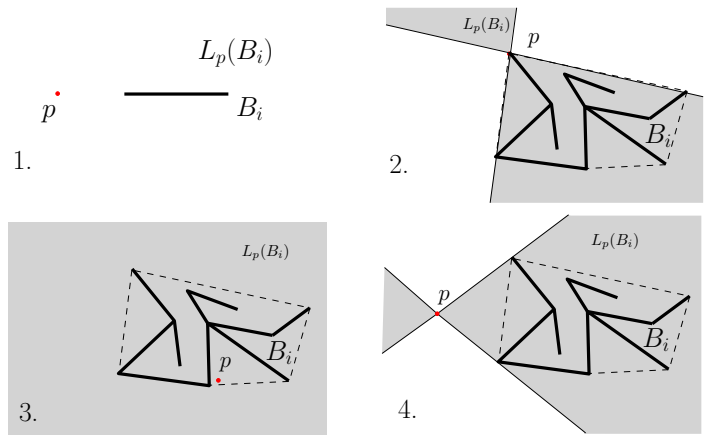 L_p(B_i)
p
B_i
1.
L_p(B_i)
p
B_i
2.
L_p(B_i)
p
B_i
3.
L_p(B_i)
p
B_i
4.